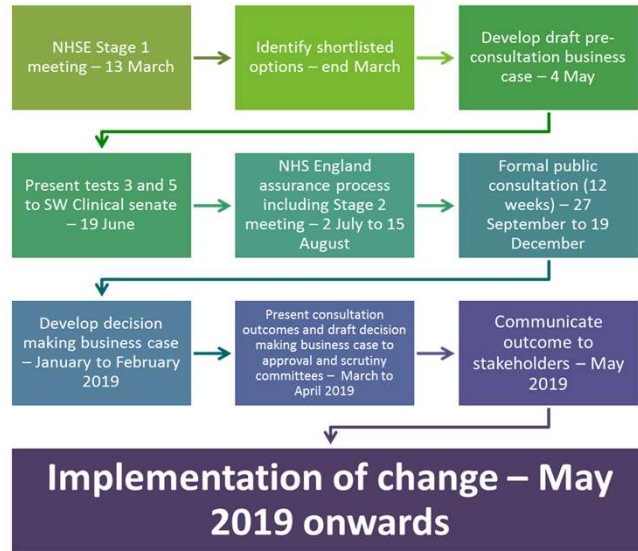 NHSE Stage 1
meeting – 13 March
Identify shortlisted
options – end March
Develop draft pre-
consultation business
case – 4 May
Present tests 3 and 5
to SW Clinical senate
– 19 June
NHS England
assurance process
including Stage 2
meeting – 2 July to 15
August
Formal public
consultation (12
weeks) – 27
September to 19
December
Develop decision
making business case
– January to February
2019
Present consultation
outcomes and draft decision
making business case to
approval and scrutiny
committees – March to
April 2019
Communicate
outcome to
stakeholders – May
2019
Implementation of change – May
2019 onwards